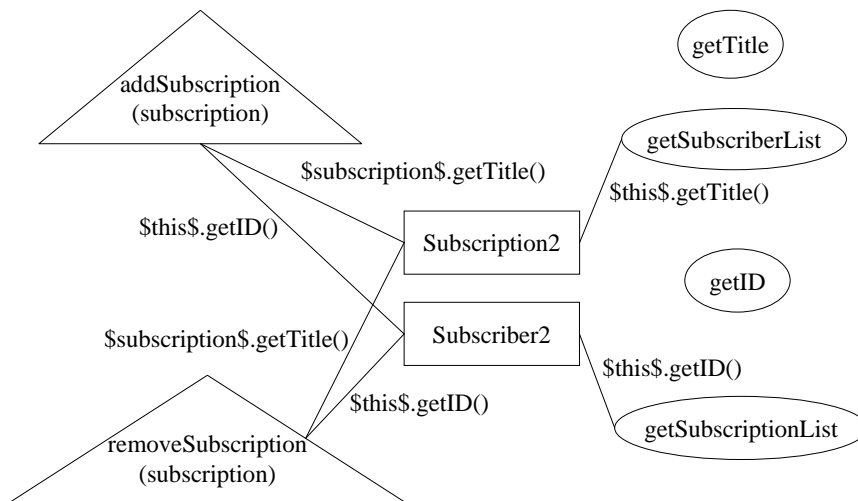 getTitle
addSubscription
(subscription)
getSubscriberList
$subscription$.getTitle()
$this$.getTitle()
$this$.getID()
Subscription2
getID
Subscriber2
$subscription$.getTitle()
$this$.getID()
$this$.getID()
getSubscriptionList
removeSubscription
(subscription)